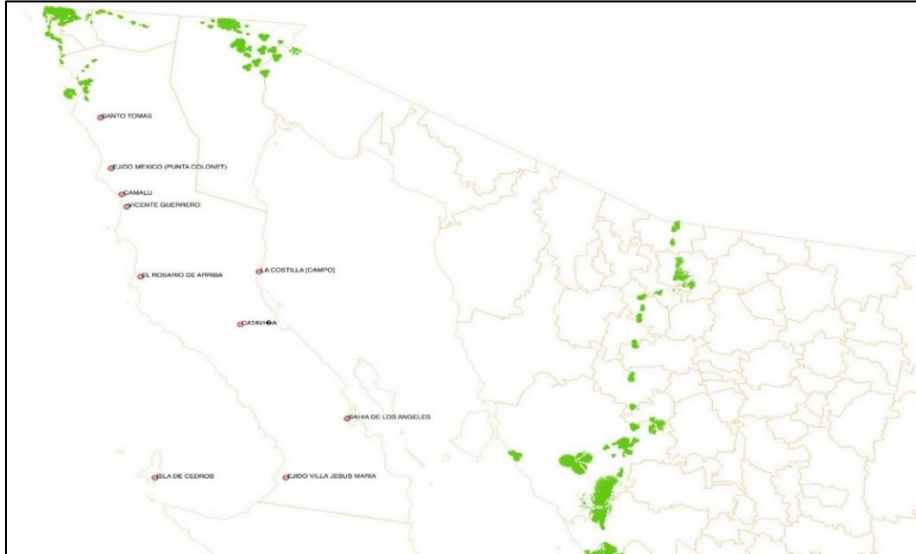 SANTO TOMAS
EJIDO MEXICO (PUNTA COLONET)
CAMALU
VICENTE GUERRERO
EL ROSARIO DE ARRIBA
LA COSTILLA [CAMPO]
CATAVI�A
BAHIA DE LOS ANGELES
ISLA DE CEDROS
EJIDO VILLA JESUS MARIA